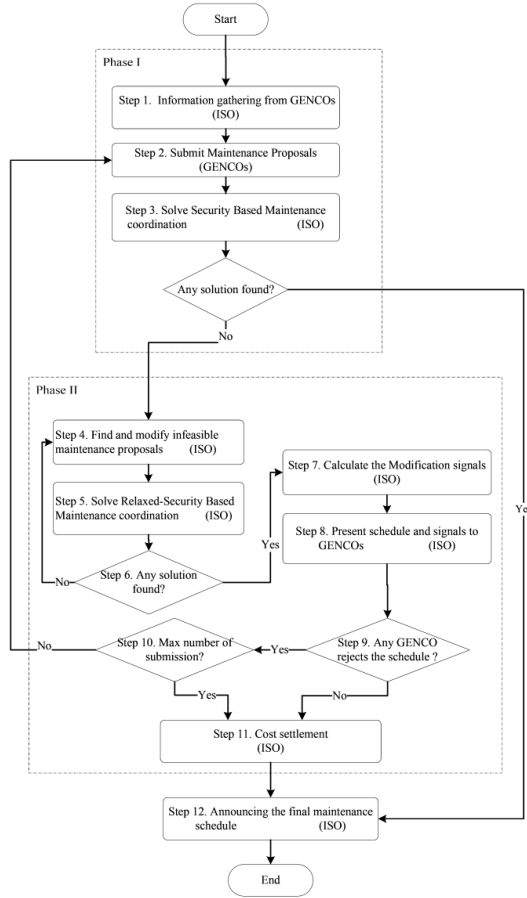 Start
Phase I
Step 1. Information gathering from GENCOs
(ISO)
Step 2. Submit Maintenance Proposals
(GENCOs)
Step 3. Solve Security Based Maintenance
coordination (ISO)
Any solution found?
No
Phase II
Step 4. Find and modify infeasible
maintenance proposals (ISO)
Step 5. Solve Relaxed-Security Based
Maintenance coordination (ISO)
Step 6. Any solution
found?
No
Yes
Step 7. Calculate the Modification signals
(ISO)
Step 8. Present schedule and signals to
GENCOs (ISO)
Ye
Step 9. Any GENCO
rejects the schedule ?
Yes
Step 10. Max number of
submission?
No
Yes
No
Step 11. Cost settlement
(ISO)
Step 12. Announcing the final maintenance
schedule (ISO)
End